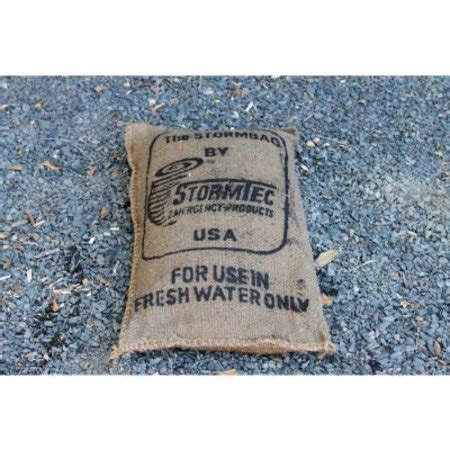 The STORMBAG
BY
STORMTEC
EMERGENCY PRODUCTS
USA
FOR USE IN
FRESH WATER ONLY